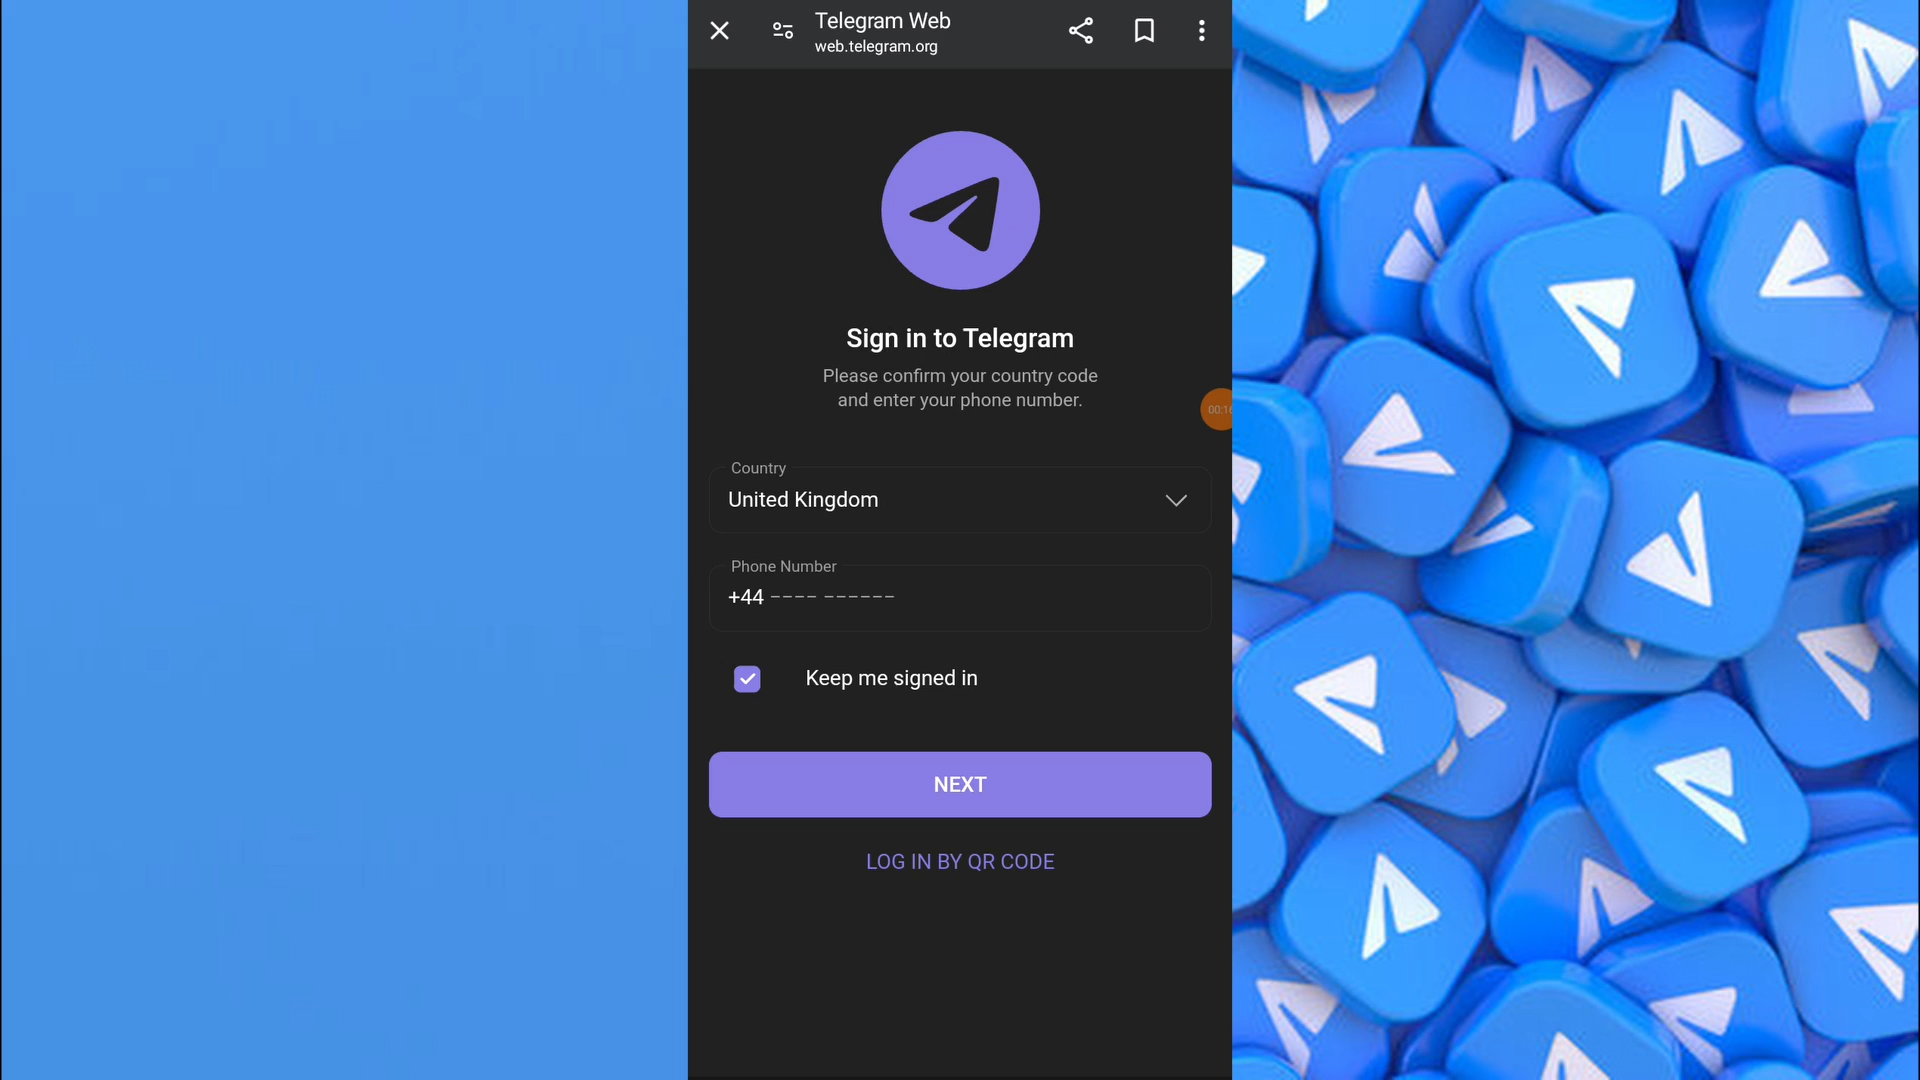 Telegram Web
web.telegram.org
Sign in to Telegram
Please confirm your country code
and enter your phone number.
Country
United Kingdom
Phone Number
+44 −−−− −−−−−−
Keep me signed in
NEXT
LOG IN BY QR CODE